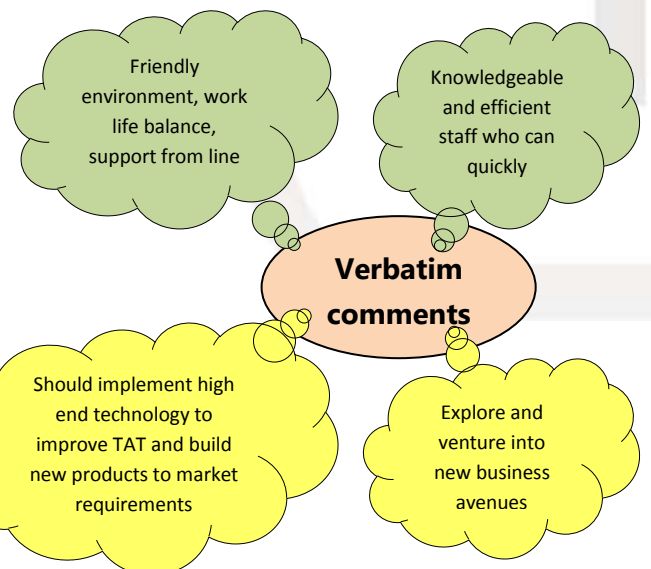 Friendly
environment, work
life balance,
support from line
Knowledgeable
and efficient
staff who can
quickly
Verbatim
comments
Should implement high
end technology to
improve TAT and build
new products to market
requirements
Explore and
venture into
new business
avenues